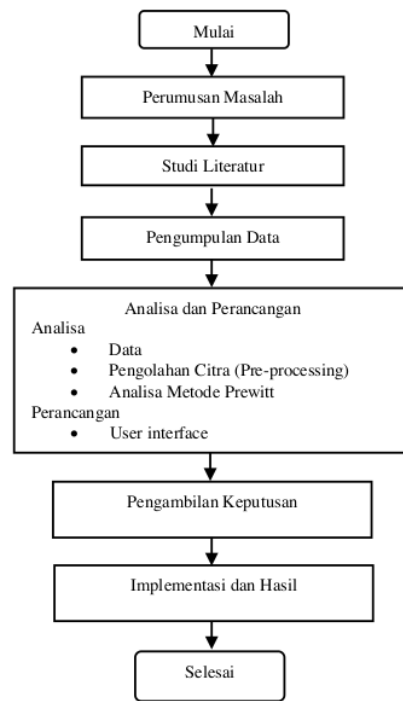 Mulai
Perumusan Masalah
Studi Literatur
Pengumpulan Data
Analisa dan Perancangan
Analisa
• Data
• Pengolahan Citra (Pre-processing)
• Analisa Metode Prewitt
Perancangan
• User interface
Pengambilan Keputusan
Implementasi dan Hasil
Selesai